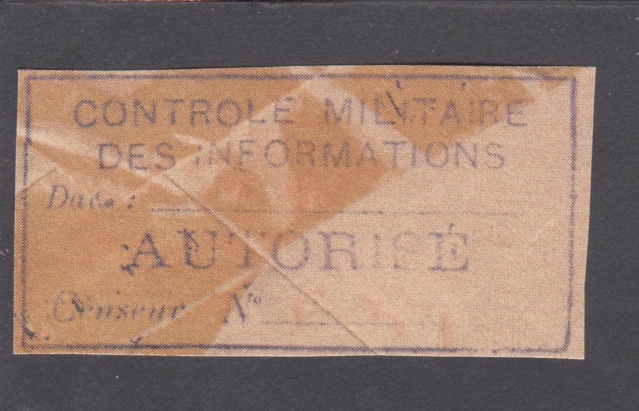 CONTROLE MILITAIRE
DES INFORMATIONS
Date :
AUTORISÉ
Censeur N°